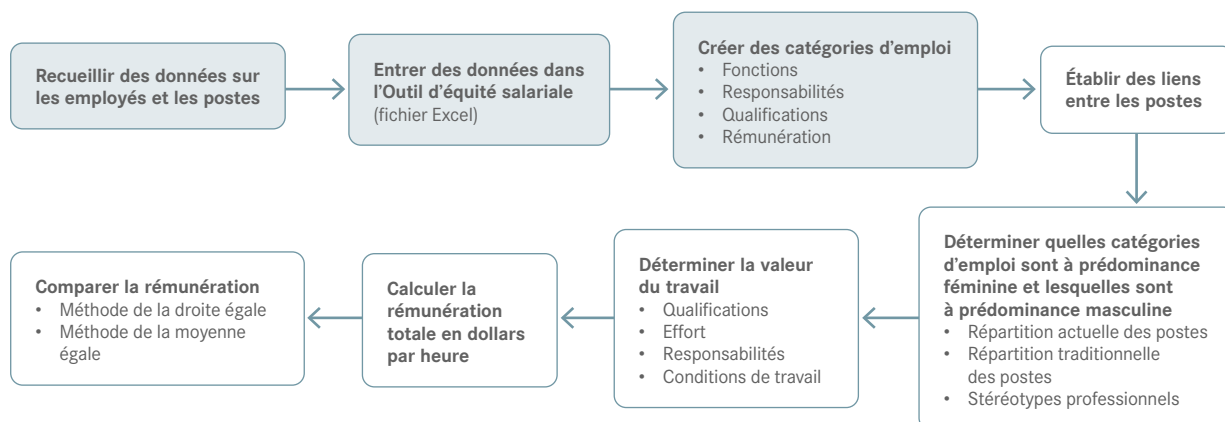 Recueillir des données sur
les employés et les postes
Entrer des données dans
l’Outil d’équité salariale
(fichier Excel)
Créer des catégories d’emploi
• Fonctions
• Responsabilités
• Qualifications
• Rémunération
Établir des liens
entre les postes
Déterminer quelles catégories
d’emploi sont à prédominance
féminine et lesquelles sont
à prédominance masculine
• Répartition actuelle des postes
• Répartition traditionnelle
des postes
• Stéréotypes professionnels
Déterminer la valeur
du travail
• Qualifications
• Effort
• Responsabilités
• Conditions de travail
Calculer la
rémunération
totale en dollars
par heure
Comparer la rémunération
• Méthode de la droite égale
• Méthode de la moyenne
égale